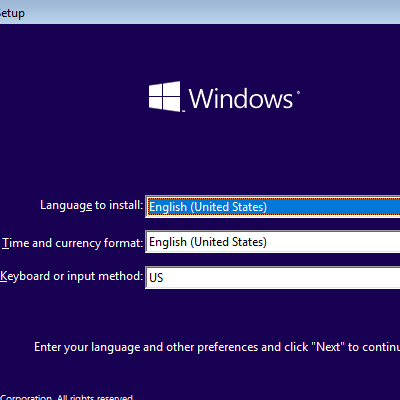 Setup
Windows
Language to install: English (United States)
Time and currency format: English (United States)
Keyboard or input method: US
Enter your language and other preferences and click "Next" to continu
Corporation. All rights reserved.